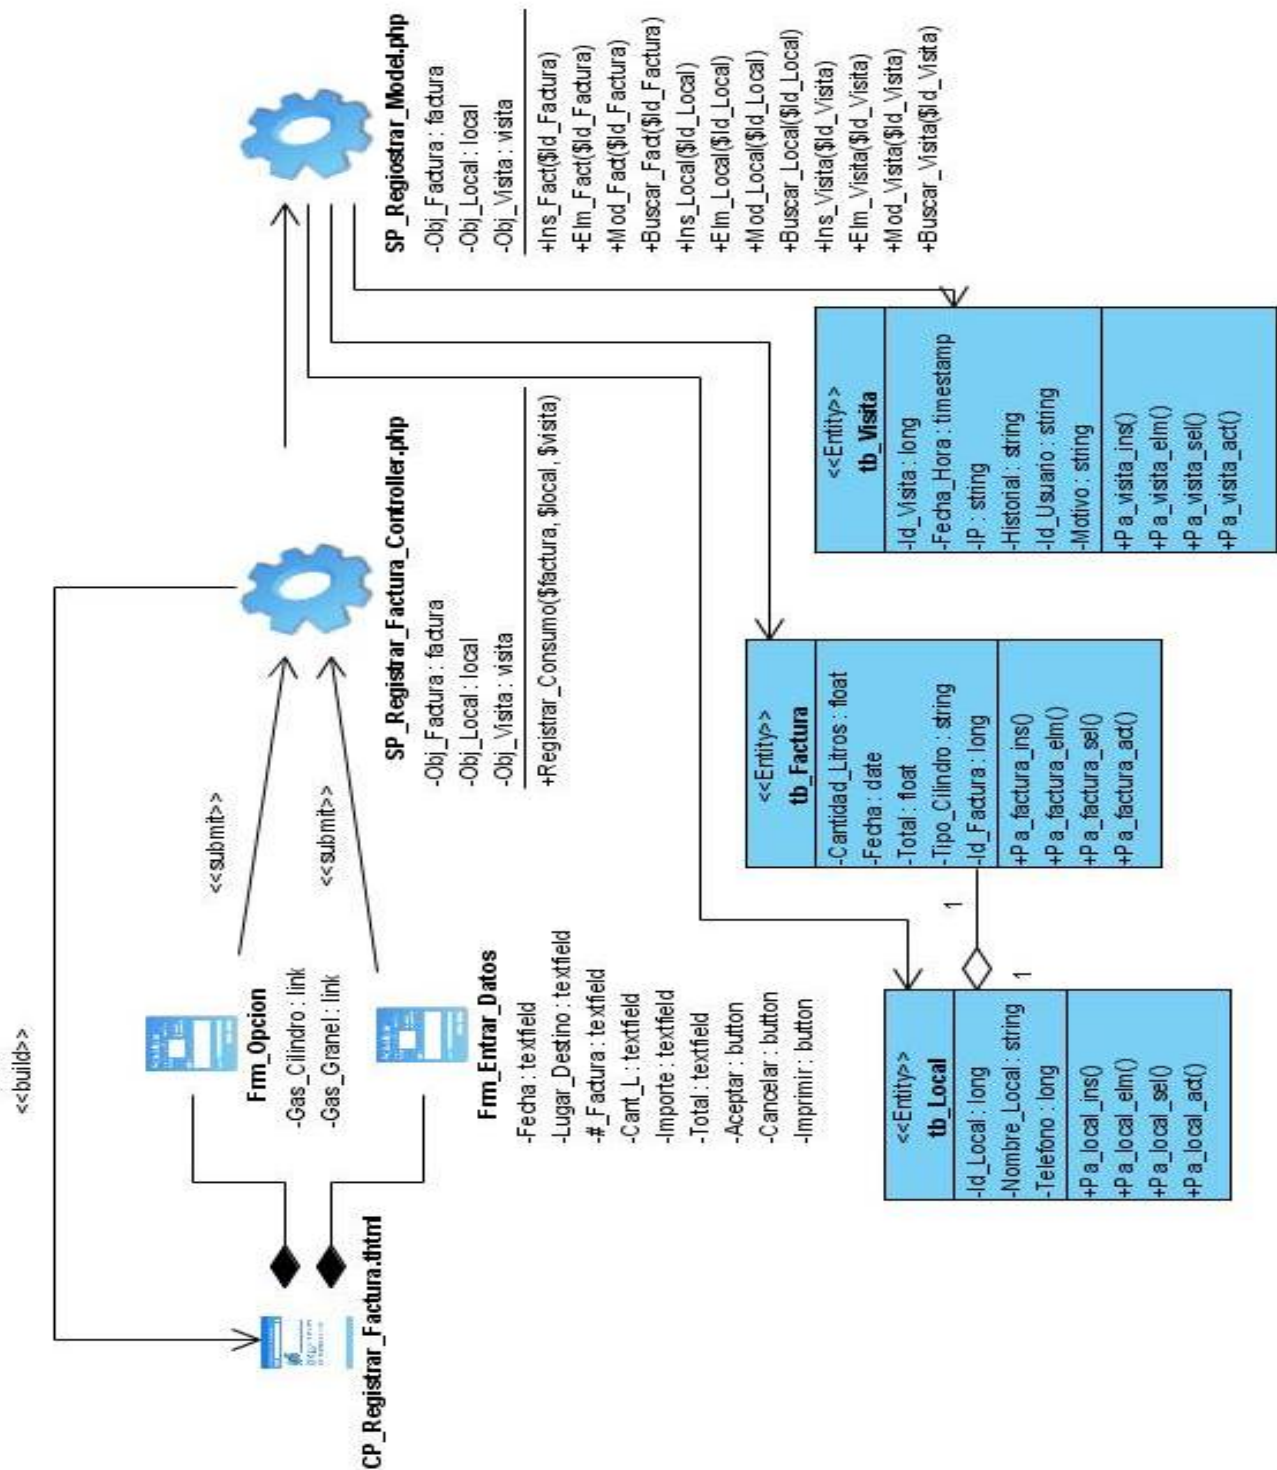 <<build>>
CP_Registrar_Factura.thtml
Frm_Opcion
-Gas_Cilindro : link
-Gas_Granel : link
<<submit>>
<<submit>>
Frm_Entrar_Datos
-Fecha : textfield
-Lugar_Destino : textfield
-#_Factura : textfield
-Cant_L : textfield
-Importe : textfield
-Total : textfield
-Aceptar : button
-Cancelar : button
-Imprimir : button
SP_Registrar_Factura_Controller.php
-Obj_Factura : factura
-Obj_Local : local
-Obj_Visita : visita
+Registrar_Consumo($factura, $local, $visita)
SP_Regiostrar_Model.php
-Obj_Factura : factura
-Obj_Local : local
-Obj_Visita : visita
+Ins_Fact($Id_Factura)
+Elm_Fact($Id_Factura)
+Mod_Fact($Id_Factura)
+Buscar_Fact($Id_Factura)
+Ins_Local($Id_Local)
+Elm_Local($Id_Local)
+Mod_Local($Id_Local)
+Buscar_Local($Id_Local)
+Ins_Visita($Id_Visita)
+Elm_Visita($Id_Visita)
+Mod_Visita($Id_Visita)
+Buscar_Visita($Id_Visita)
<<Entity>>
tb_Local
-Id_Local : long
-Nombre_Local : string
-Telefono : long
+Pa_local_ins()
+Pa_local_elm()
+Pa_local_sel()
+Pa_local_act()
1
1
<<Entity>>
tb_Factura
-Cantidad_Litros : float
-Fecha : date
-Total : float
-Tipo_Cilindro : string
-Id_Factura : long
+Pa_factura_ins()
+Pa_factura_elm()
+Pa_factura_sel()
+Pa_factura_act()
<<Entity>>
tb_Visita
-Id_Visita : long
-Fecha_Hora : timestamp
-IP : string
-Historial : string
-Id_Usuario : string
-Motivo : string
+Pa_visita_ins()
+Pa_visita_elm()
+Pa_visita_sel()
+Pa_visita_act()